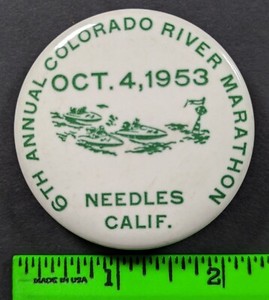 6TH ANNUAL COLORADO RIVER MARATHON
OCT. 4, 1953
NEEDLES
CALIF.
MADE IN USA
1
2